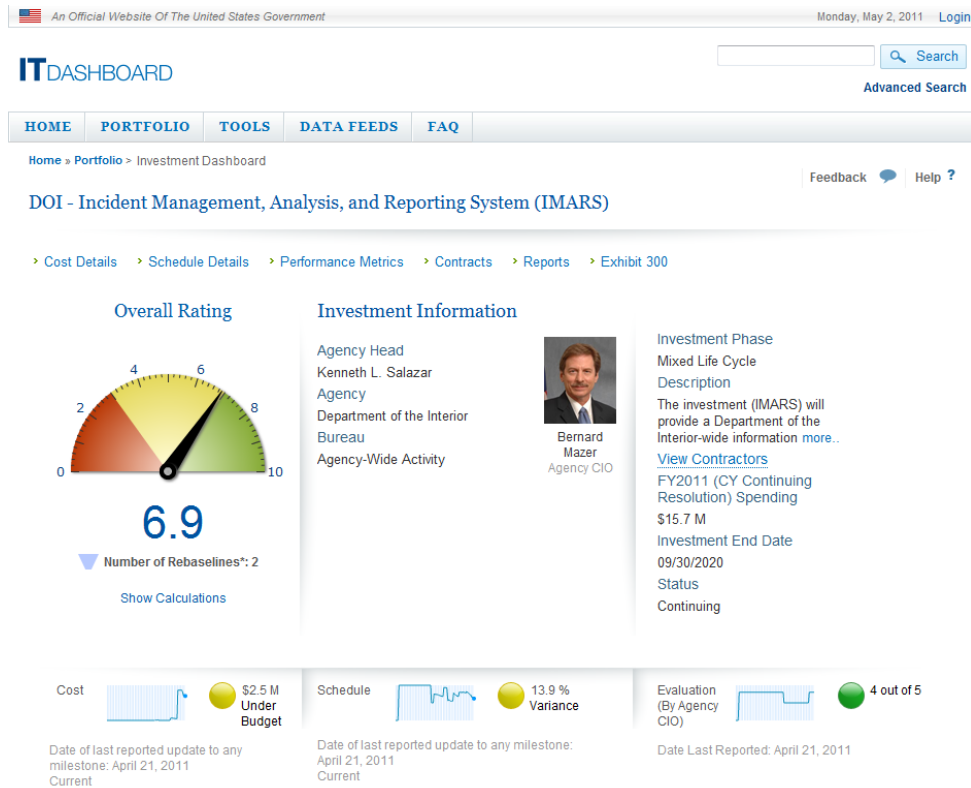 An Official Website Of The United States Government
Monday, May 2, 2011 Login
ITDASHBOARD
Search
Advanced Search
HOME PORTFOLIO TOOLS DATA FEEDS FAQ
Home » Portfolio > Investment Dashboard
Feedback Help ?
DOI - Incident Management, Analysis, and Reporting System (IMARS)
Cost Details Schedule Details Performance Metrics Contracts Reports Exhibit 300
Overall Rating
0 2 4 6 8 10
6.9
Number of Rebaselines*: 2
Show Calculations
Investment Information
Agency Head
Kenneth L. Salazar
Agency
Department of the Interior
Bureau
Agency-Wide Activity
Bernard
Mazer
Agency CIO
Investment Phase
Mixed Life Cycle
Description
The investment (IMARS) will
provide a Department of the
Interior-wide information more..
View Contractors
FY2011 (CY Continuing
Resolution) Spending
$15.7 M
Investment End Date
09/30/2020
Status
Continuing
Cost
$2.5 M
Under
Budget
Date of last reported update to any
milestone: April 21, 2011
Current
Schedule
13.9 %
Variance
Date of last reported update to any milestone:
April 21, 2011
Current
Evaluation
(By Agency
CIO)
4 out of 5
Date Last Reported: April 21, 2011